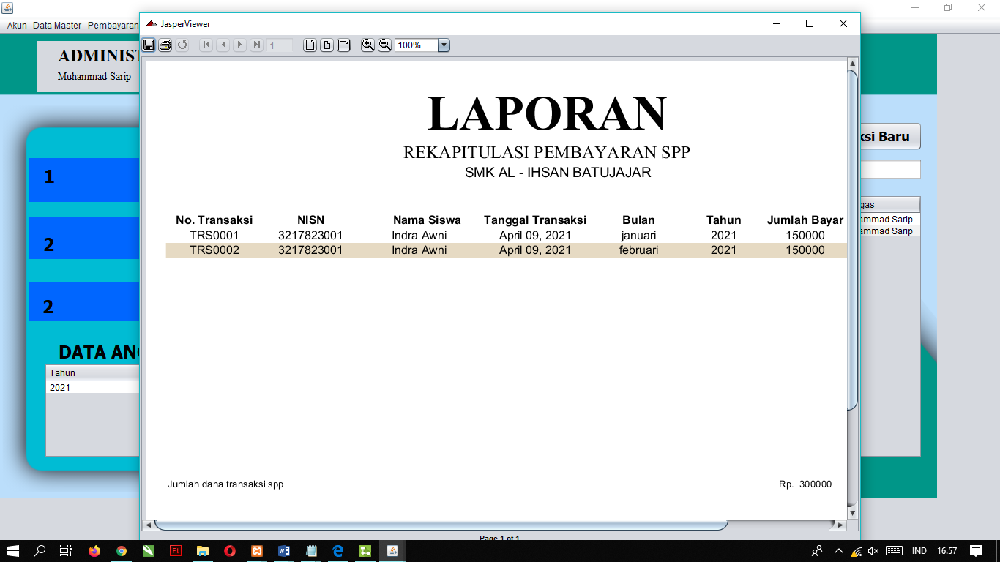 JasperViewer
Akun Data Master Pembayaran
1
100%
ADMINIS
Muhammad Sarip
LAPORAN
REKAPITULASI PEMBAYARAN SPP
SMK AL - IHSAN BATUJAJAR
ksi Baru
1
2
2
DATA AN
Tahun
2021
gas
ammad Sarip
ammad Sarip
No. Transaksi NISN Nama Siswa Tanggal Transaksi Bulan Tahun Jumlah Bayar
TRS0001 3217823001 Indra Awni April 09, 2021 januari 2021 150000
TRS0002 3217823001 Indra Awni April 09, 2021 februari 2021 150000
Jumlah dana transaksi spp Rp. 300000
Page 1 of 1
IND 16.57